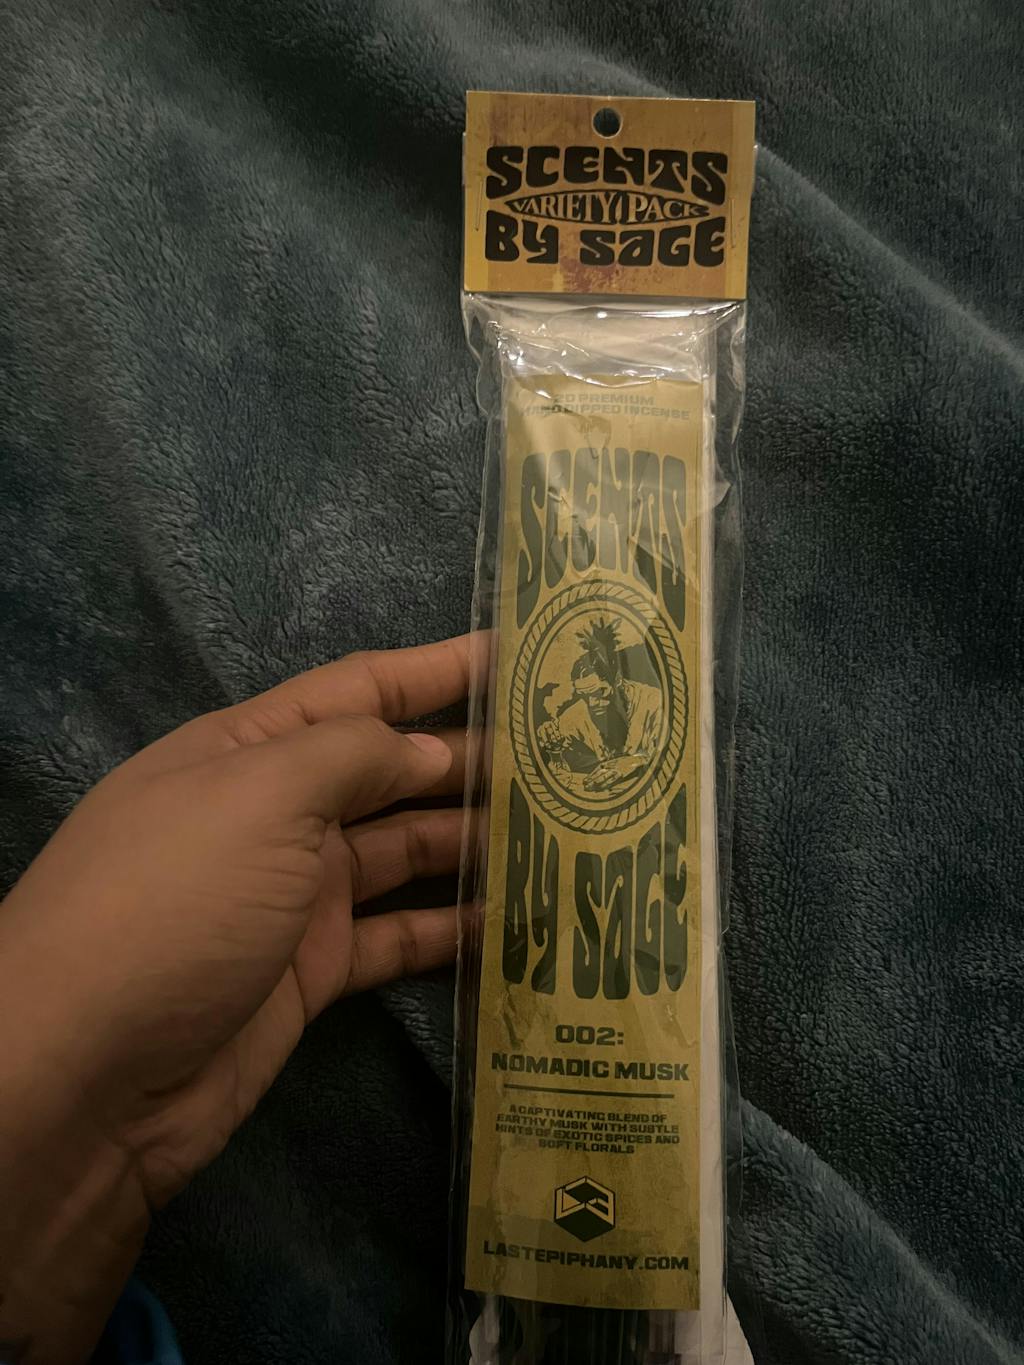 SCENTS
VARIETY PACK
BY SAGE
20 PREMIUM
HAND DIPPED INCENSE
SCENTS
BY SAGE
002:
NOMADIC MUSK
A CAPTIVATING BLEND OF
EARTHY MUSK WITH SUBTLE
HINTS OF EXOTIC SPICES AND
SOFT FLORALS
LASTEPIPHANY.COM